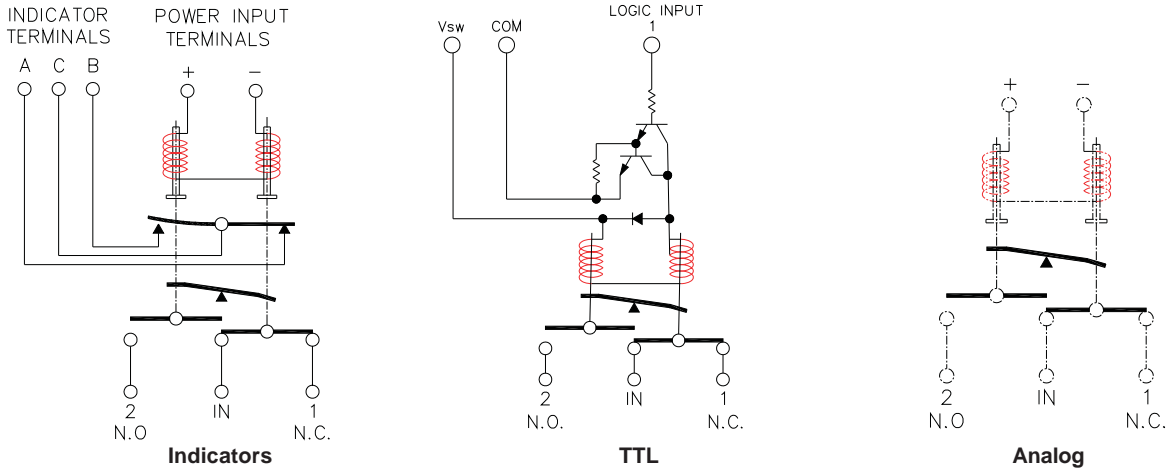 INDICATOR TERMINALS
POWER INPUT TERMINALS
A C B
+ −
2 N.O
IN
1 N.C.
Indicators
Vsw
COM
LOGIC INPUT
1
2 N.O.
IN
1 N.C.
TTL
+ −
2 N.O
IN
1 N.C.
Analog